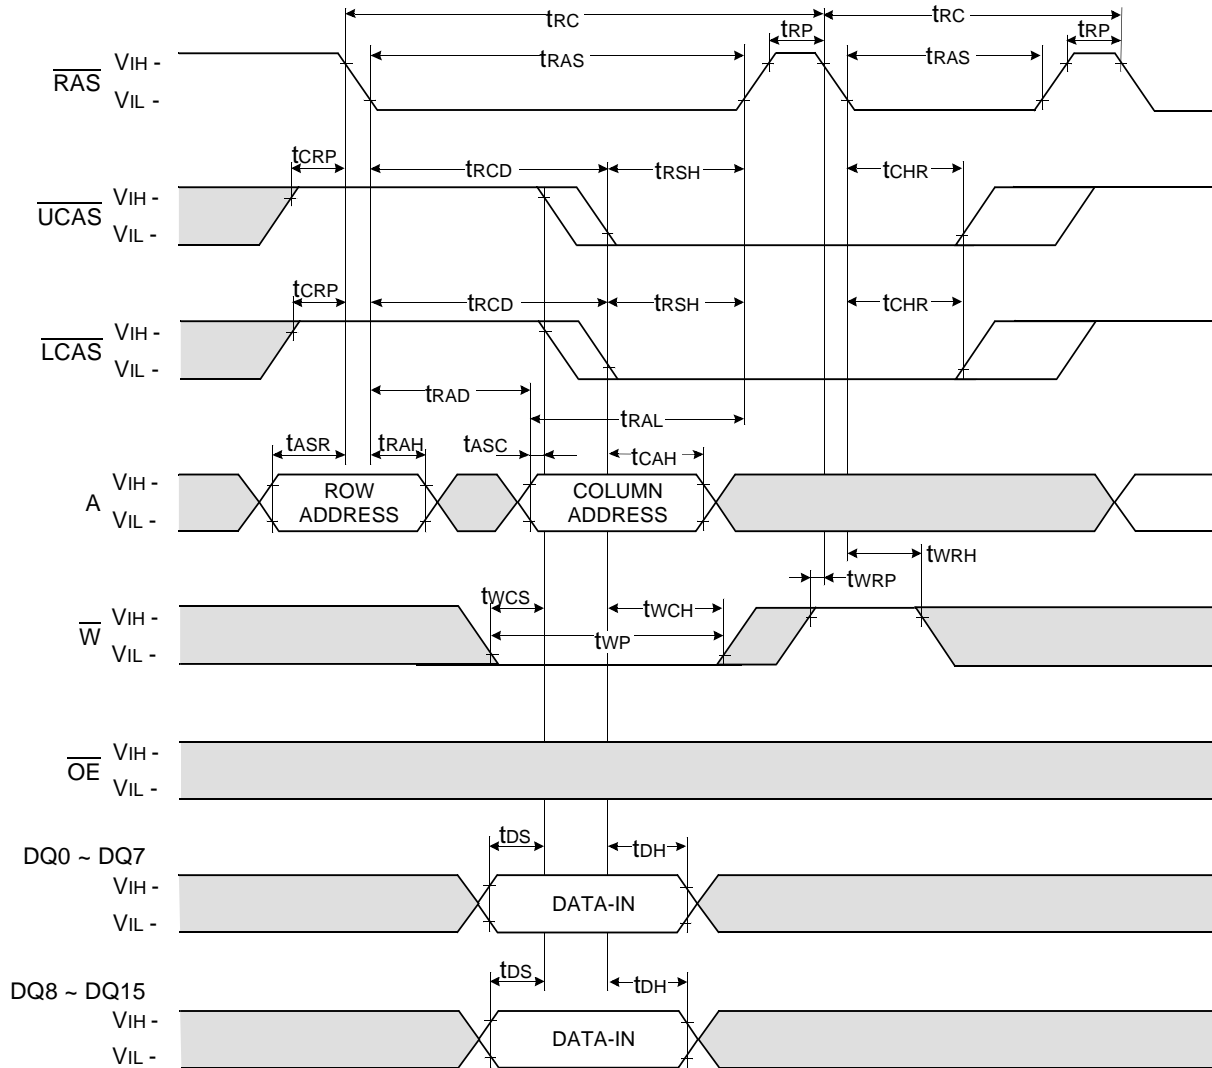 tRC tRC
tRP tRP
RAS VIH - tRAS tRAS
VIL -
tCRP tRCD tRSH tCHR
UCAS VIH -
VIL -
tCRP tRCD tRSH tCHR
LCAS VIH -
VIL -
tRAD
tRAL
tASR tRAH tASC tCAH
A VIH - ROW ADDRESS COLUMN ADDRESS
VIL -
tWRH
tWRP
tWCS tWCH
W VIH -
tWP
VIL -
OE VIH -
VIL -
tDS tDH
DQ0 ~ DQ7
VIH -
DATA-IN
VIL -
tDS tDH
DQ8 ~ DQ15
VIH -
DATA-IN
VIL -